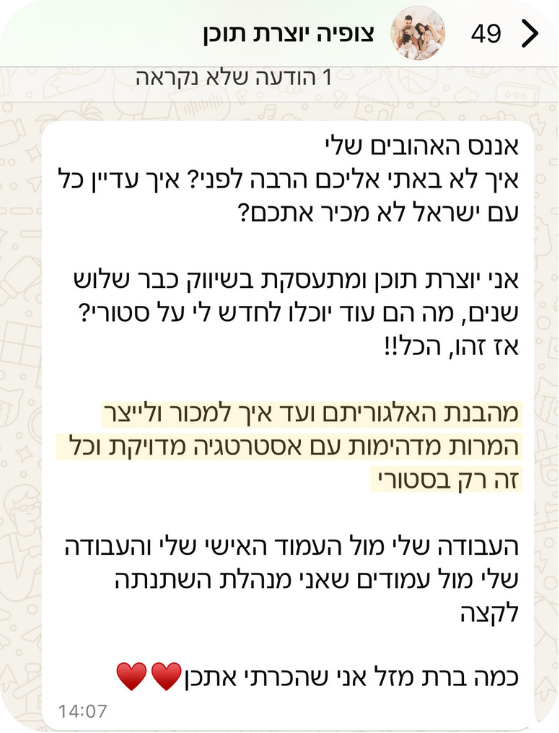 צופיה יוצרת תוכן
49
1 הודעה שלא נקראה
אננס האהובים שלי
איך לא באתי אליכם הרבה לפני? איך עדיין כל
עם ישראל לא מכיר אתכם?
אני יוצרת תוכן ומתעסקת בשיווק כבר שלוש
שנים, מה הם עוד יוכלו לחדש לי על סטורי?
אז זהו, הכל!!
מהבנת האלגוריתם ועד איך למכור ולייצר
המרות מדהימות עם אסטרטגיה מדויקת וכל
זה רק בסטורי
העבודה שלי מול העמוד האישי שלי והעבודה
שלי מול עמודים שאני מנהלת השתנתה
לקצה
כמה ברת מזל אני שהכרתי אתכן♥️♥️
14:07